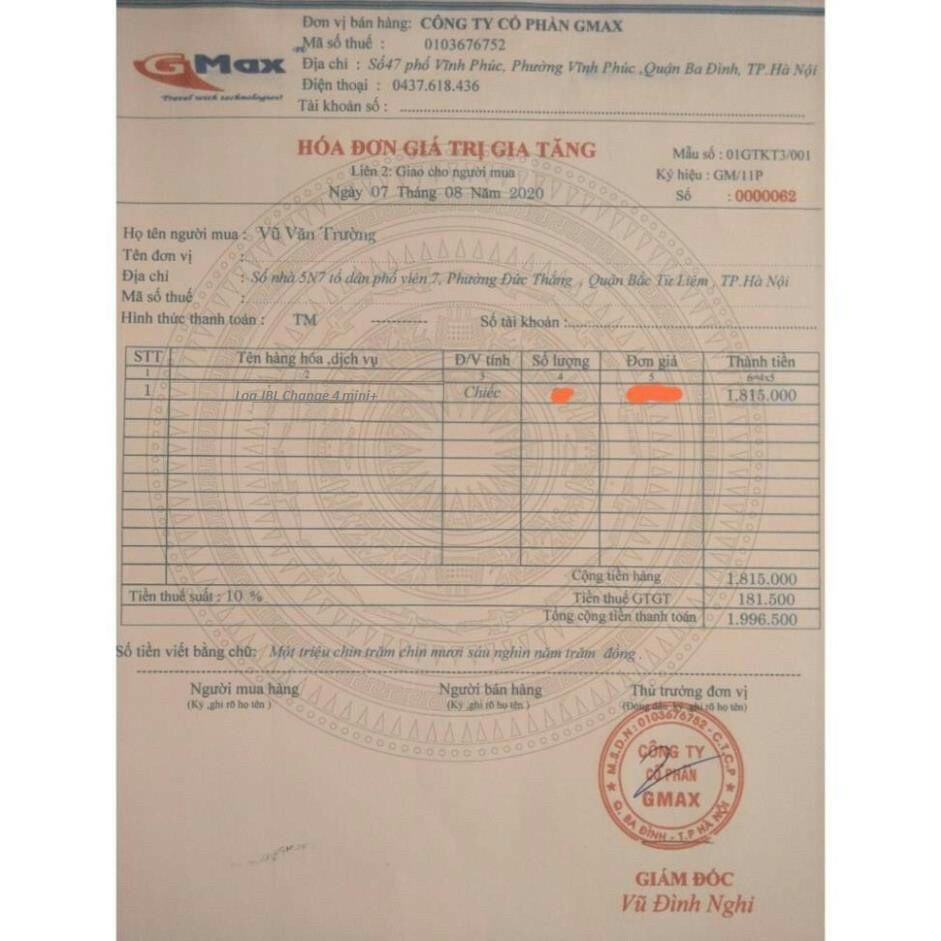 GMax
Travel with technologies!
Đơn vị bán hàng: CÔNG TY CỔ PHẦN GMAX
Mã số thuế : 0103676752
Địa chỉ : Số47 phố Vĩnh Phúc, Phường Vĩnh Phúc ,Quận Ba Đình, TP.Hà Nội
Điện thoại : 0437.618.436
Tài khoản số :
HÓA ĐƠN GIÁ TRỊ GIA TĂNG
Liên 2: Giao cho người mua
Ngày 07 Tháng 08 Năm 2020
Mẫu số : 01GTKT3/001
Ký hiệu : GM/11P
Số : 0000062
Họ tên người mua : Vũ Văn Trường
Tên đơn vị :
Địa chỉ : Số nhà 5N7 tổ dân phố viên 7, Phường Đức Thắng , Quận Bắc Từ Liêm , TP.Hà Nội
Mã số thuế :
Hình thức thanh toán : TM ---------- Số tài khoản :
STT Tên hàng hóa ,dịch vụ Đ/V tính Số lượng Đơn giá Thành tiền
1 2 3 4 5 6=4x5
1 Loa JBL Change 4 mini+ Chiếc 1.815.000
Cộng tiền hàng 1.815.000
Tiền thuế suất : 10 % Tiền thuế GTGT 181.500
Tổng cộng tiền thanh toán 1.996.500
Số tiền viết bằng chữ: Một triệu chín trăm chín mươi sáu nghìn năm trăm đồng .
Người mua hàng Người bán hàng Thủ trưởng đơn vị
(Ký ,ghi rõ họ tên ) (Ký ,ghi rõ họ tên ) (Đóng dấu, ký ,ghi rõ họ tên)
M.S.D.N: 0103676752 - C.T.C.P
CÔNG TY
CỔ PHẦN
GMAX
Q. BA ĐÌNH - T.P HÀ NỘI
GIÁM ĐỐC
Vũ Đình Nghi